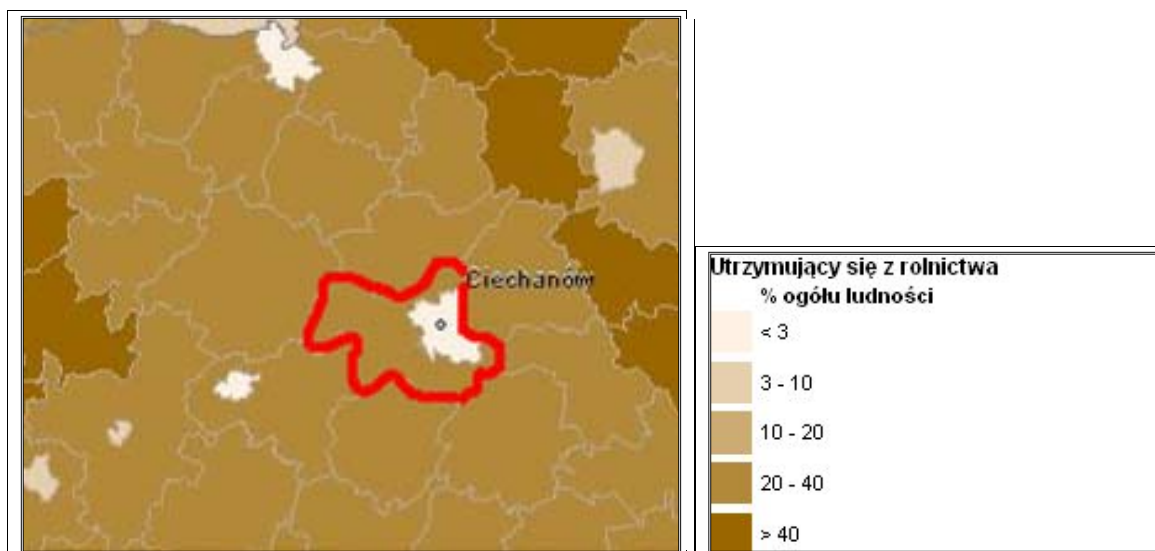 Ciechanów
Utrzymujący się z rolnictwa
% ogółu ludności
< 3
3 - 10
10 - 20
20 - 40
> 40